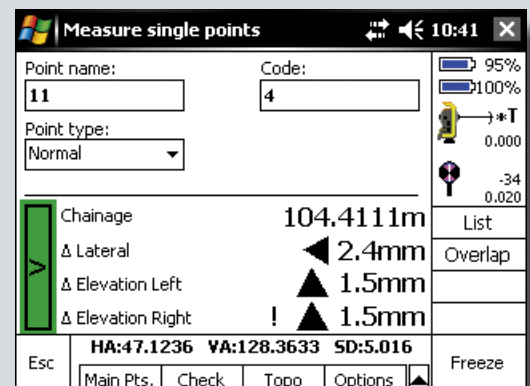 Measure single points 10:41
Point name: Code: 95%
11 4 100%
Point type: T
Normal 0.000
-34
0.020
Chainage 104.4111m List
Δ Lateral 2.4mm Overlap
Δ Elevation Left 1.5mm
Δ Elevation Right ! 1.5mm
HA:47.1236 VA:128.3633 SD:5.016
Esc Main Pts. Check Topo Options Freeze